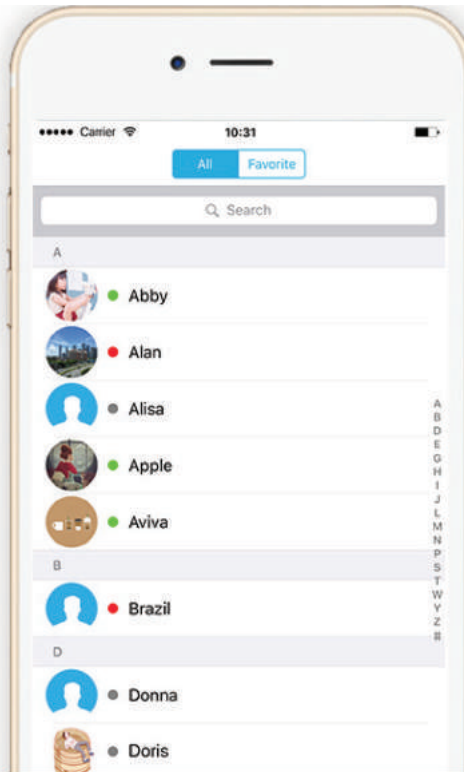 Carrier 10:31
All Favorite
Search
A
Abby
Alan
Alisa
Apple
Aviva
B
Brazil
D
Donna
Doris
A
B
D
E
G
H
I
J
L
M
N
P
S
T
W
Y
Z
#